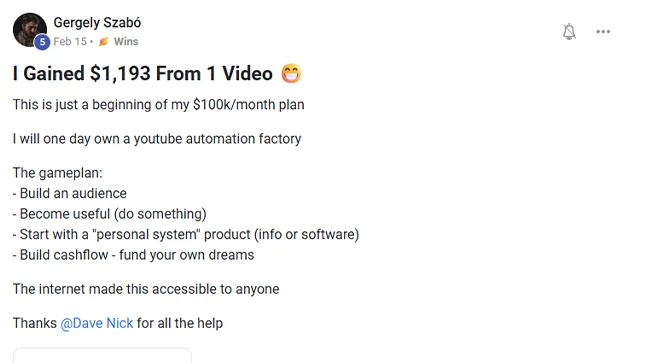 Gergely Szabó
5
Feb 15 • Wins
I Gained $1,193 From 1 Video 😁
This is just a beginning of my $100k/month plan
I will one day own a youtube automation factory
The gameplan:
- Build an audience
- Become useful (do something)
- Start with a "personal system" product (info or software)
- Build cashflow - fund your own dreams
The internet made this accessible to anyone
Thanks @Dave Nick for all the help